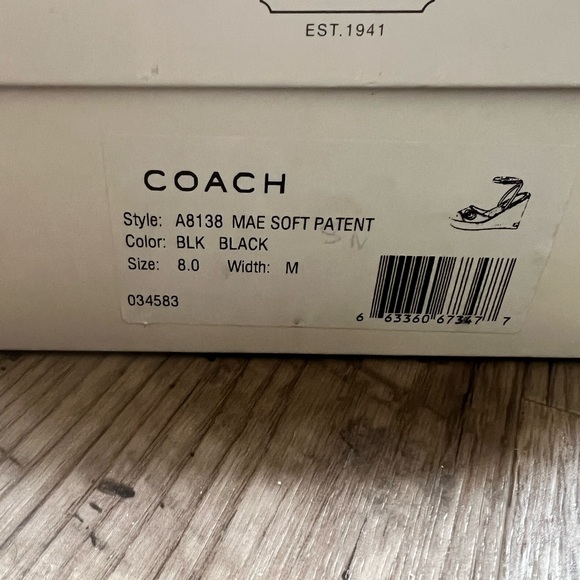 EST. 1941
COACH
Style: A8138 MAE SOFT PATENT
Color: BLK BLACK
Size: 8.0 Width: M
034583
6 63360 67347 7